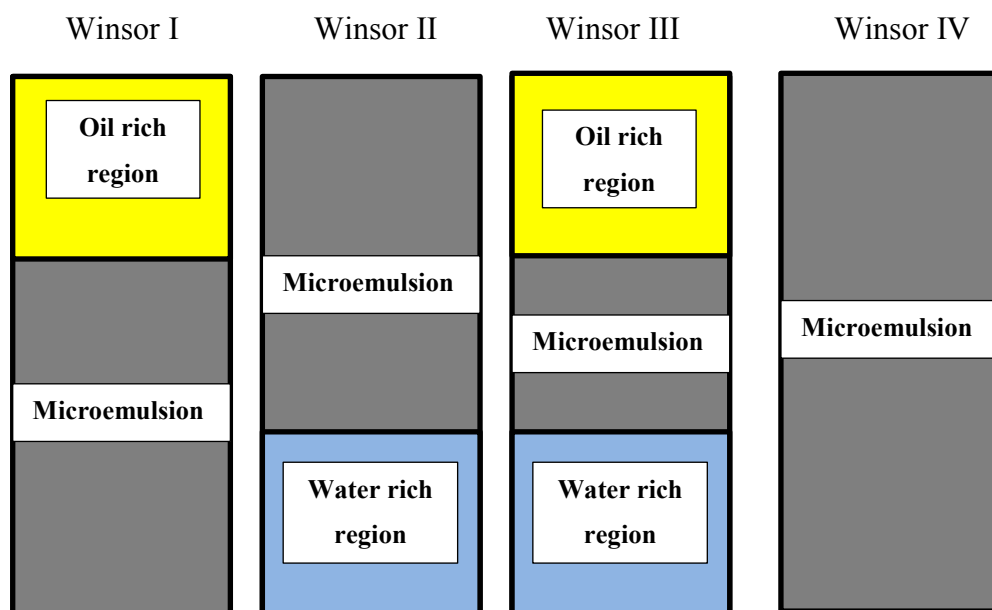 Winsor I
Winsor II
Winsor III
Winsor IV
Oil rich
region
Microemulsion
Microemulsion
Water rich
region
Oil rich
region
Microemulsion
Water rich
region
Microemulsion